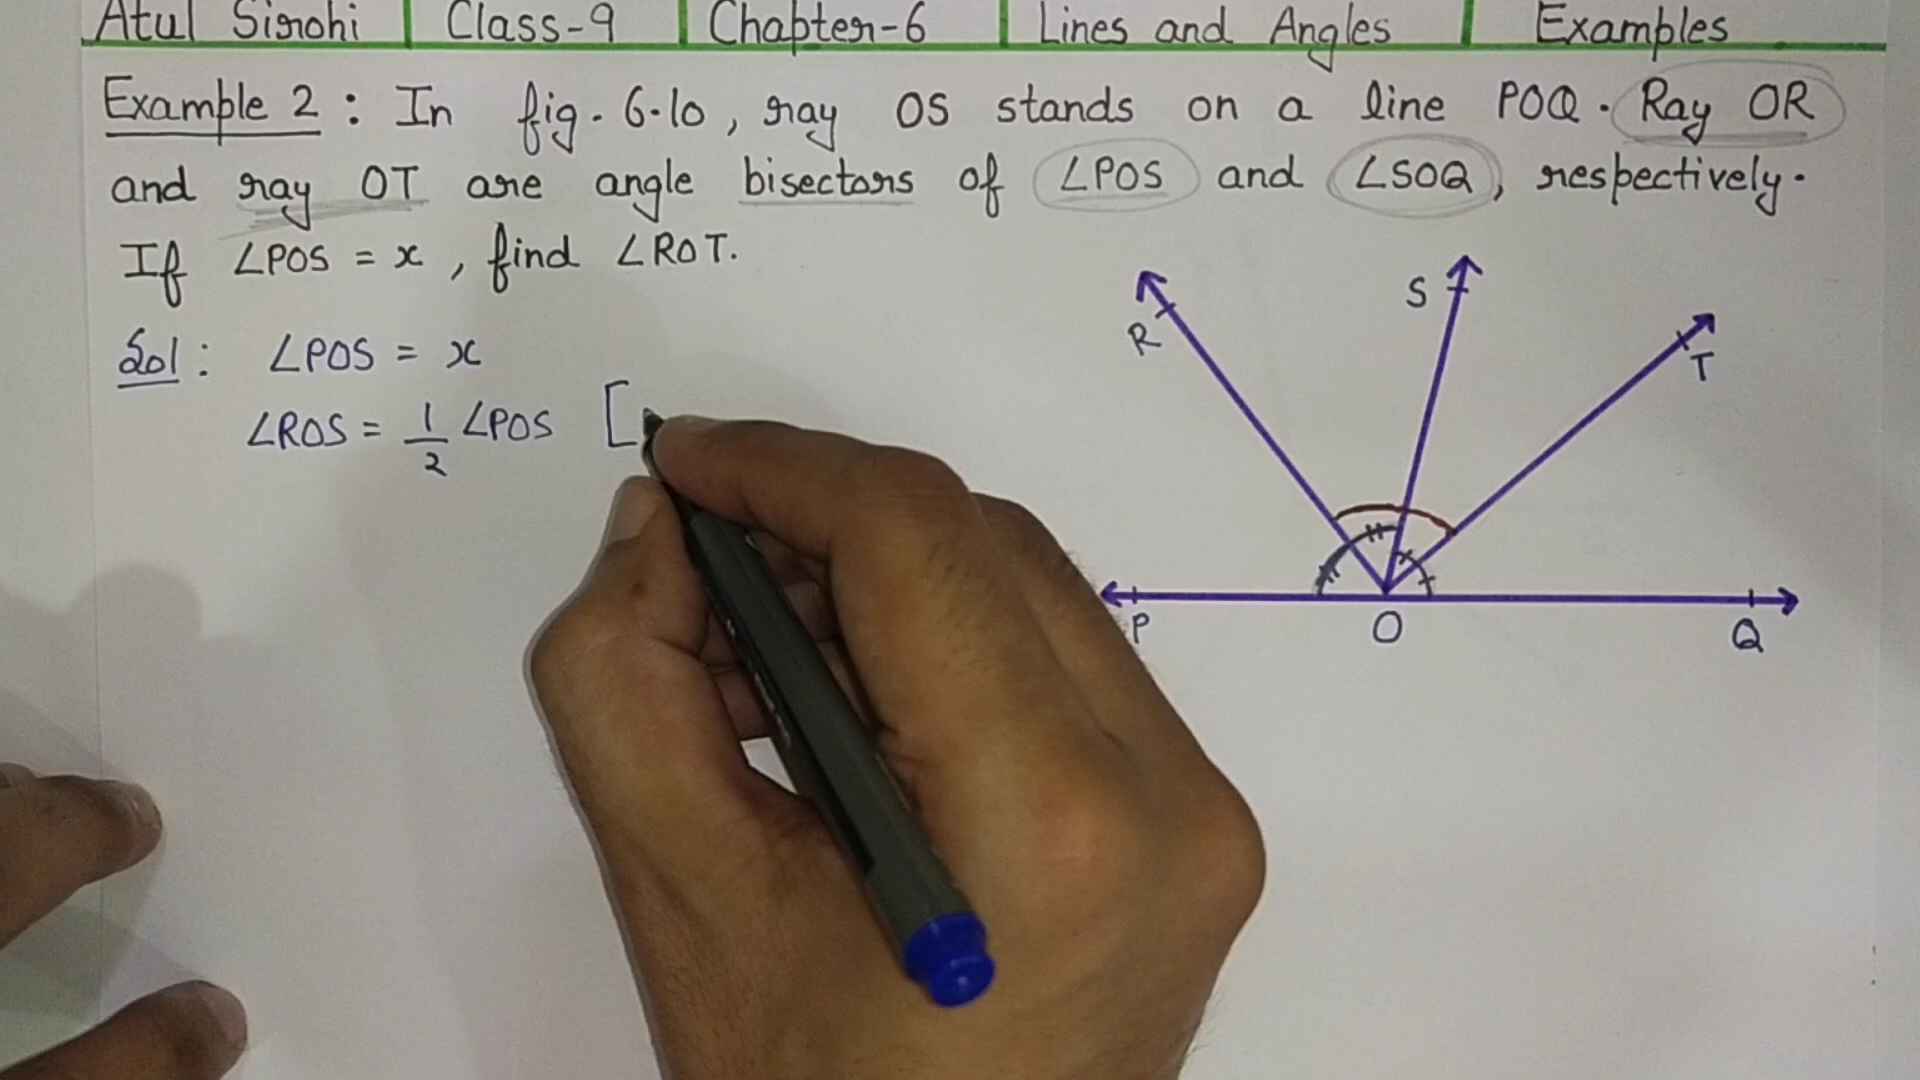 Atul Sirohi Class-9 Chapter-6 Lines and Angles Examples
Example 2 : In fig. 6.10, ray OS stands on a line POQ. Ray OR
and ray OT are angle bisectors of ∠POS and ∠SOQ, respectively.
If ∠POS = x, find ∠ROT.
Sol : ∠POS = x
∠ROS = 1/2 ∠POS [
R
S
T
P
O
Q